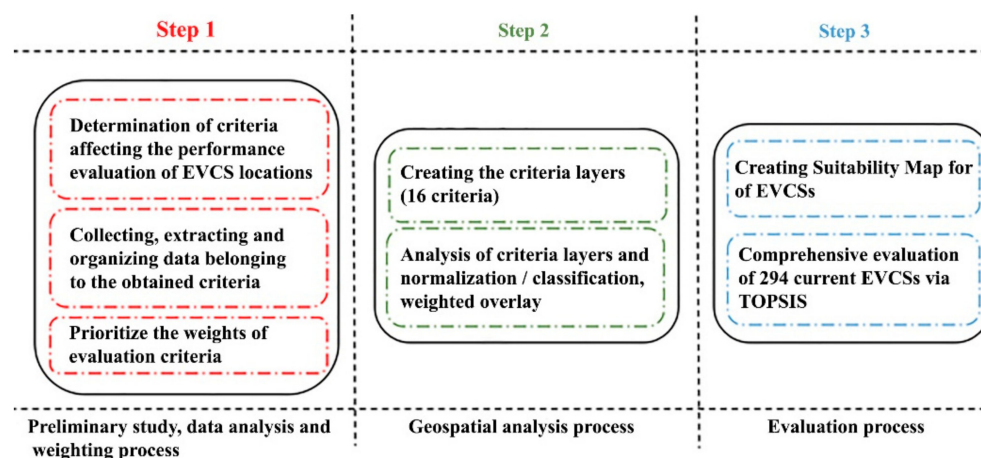 Step 1
Step 2
Step 3
Determination of criteria
affecting the performance
evaluation of EVCS locations
Collecting, extracting and
organizing data belonging
to the obtained criteria
Prioritize the weights of
evaluation criteria
Creating the criteria layers
(16 criteria)
Analysis of criteria layers and
normalization / classification,
weighted overlay
Creating Suitability Map for
of EVCSs
Comprehensive evaluation
of 294 current EVCSs via
TOPSIS
Preliminary study, data analysis and
weighting process
Geospatial analysis process
Evaluation process